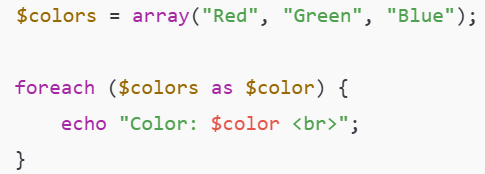 $colors = array("Red", "Green", "Blue");
foreach ($colors as $color) {
    echo "Color: $color <br>";
}